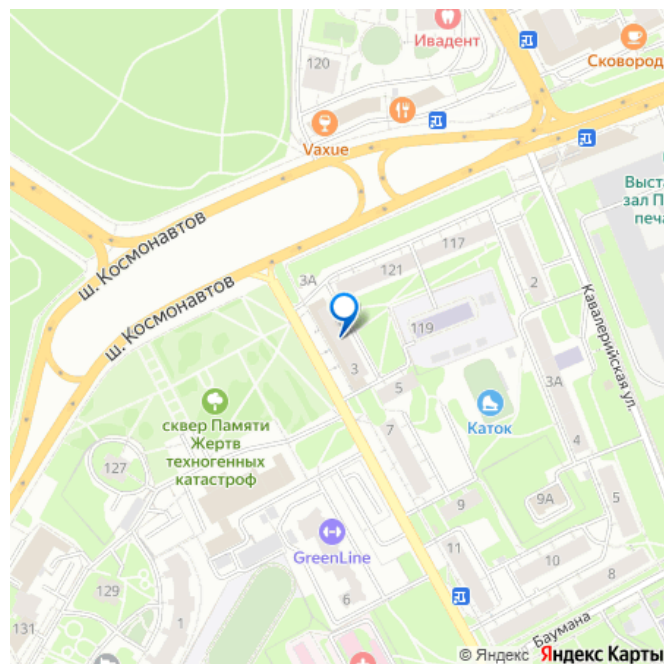 Ивадент
120
Сковород
Vaxue
Выста
зал П
печа
ш. Космонавтов
117
3А
121
2
ш. Космонавтов
119
Кавалерийская ул.
3
5
3А
сквер Памяти
Жертв
техногенных
катастроф
Каток
7
4
127
9
9А
5
GreenLine
11
10
8
129
6
131
1
Баумана
© Яндекс Яндекс Карты